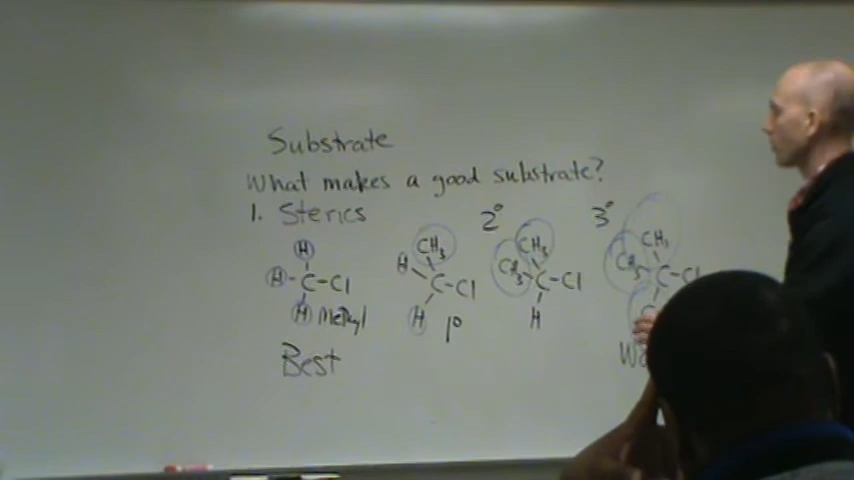 Substrate
What makes a good substrate?
1. Sterics 2° 3°
H CH3 CH3 CH3
H-C-Cl H C-Cl CH3 C-Cl CH3 C-Cl
H Methyl H 1° H
Best